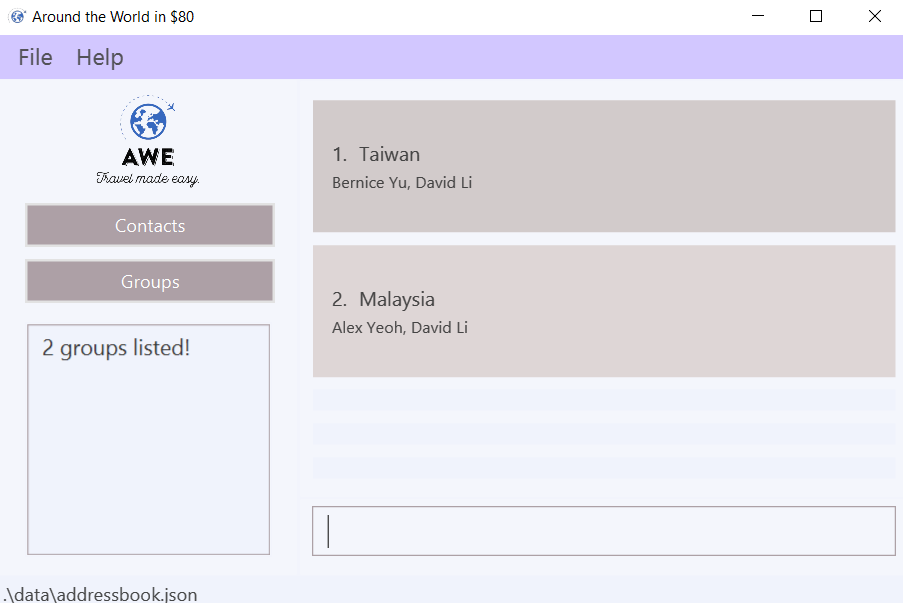 Around the World in $80
File Help
AWE
Travel made easy.
Contacts
Groups
2 groups listed!
1. Taiwan
Bernice Yu, David Li
2. Malaysia
Alex Yeoh, David Li
.\data\addressbook.json